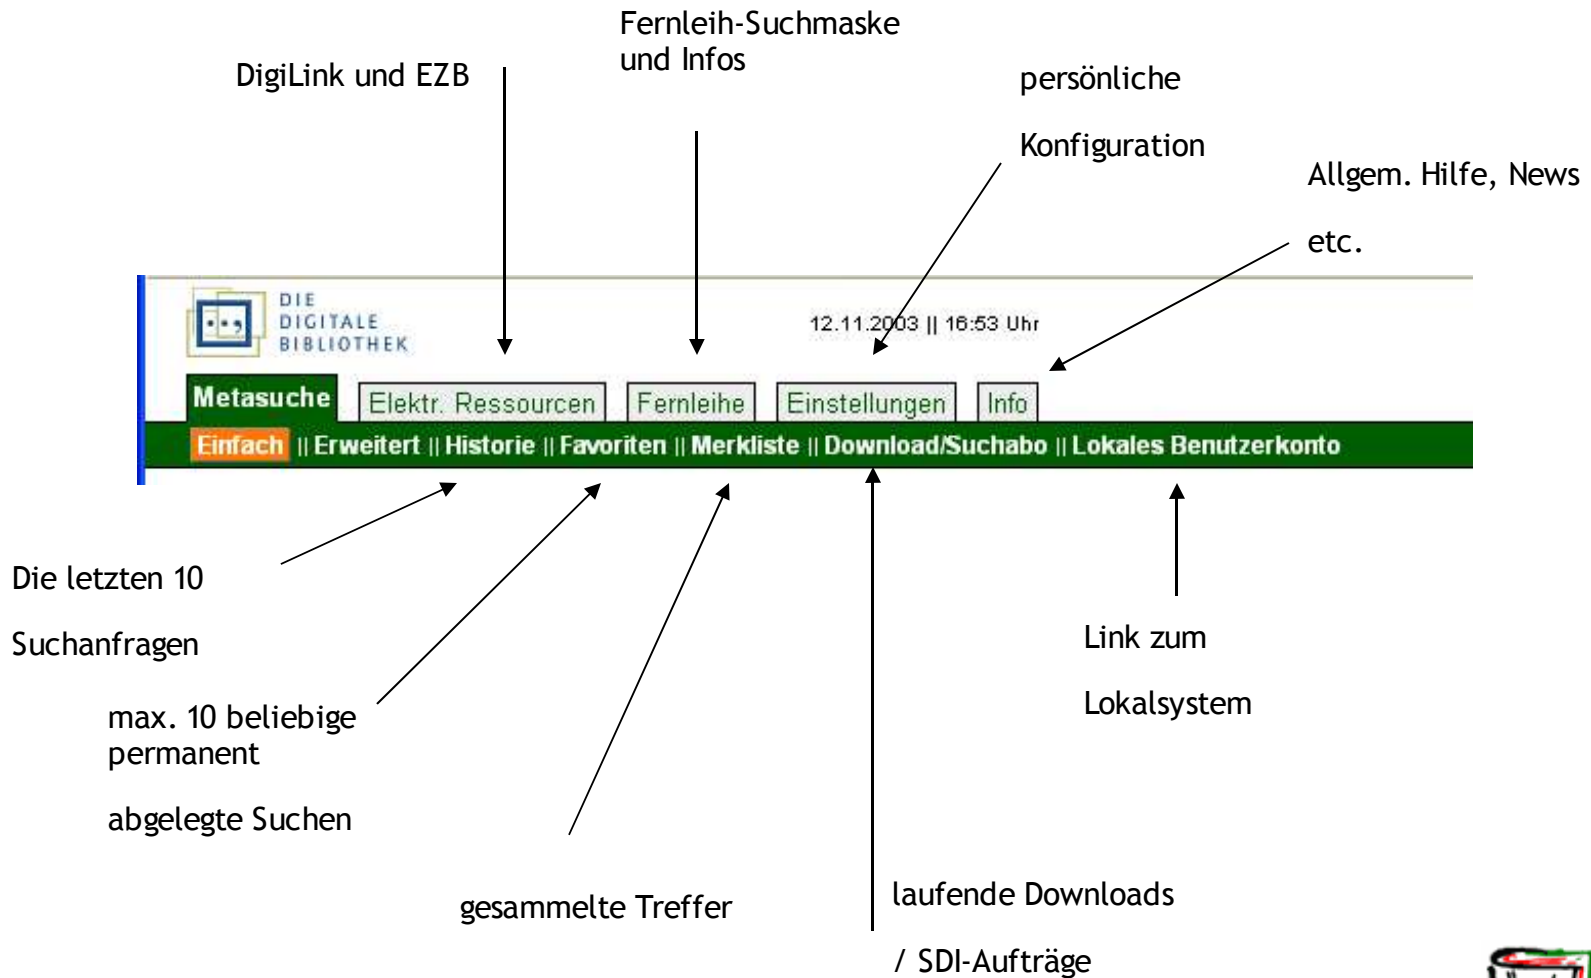 Fernleih-Suchmaske
und Infos
DigiLink und EZB
persönliche
Konfiguration
Allgem. Hilfe, News
etc.
DIE
DIGITALE
BIBLIOTHEK
12.11.2003 || 16:53 Uhr
Metasuche Elektr. Ressourcen Fernleihe Einstellungen Info
Einfach || Erweitert || Historie || Favoriten || Merkliste || Download/Suchabo || Lokales Benutzerkonto
Die letzten 10
Suchanfragen
max. 10 beliebige
permanent
abgelegte Suchen
gesammelte Treffer
laufende Downloads
/ SDI-Aufträge
Link zum
Lokalsystem